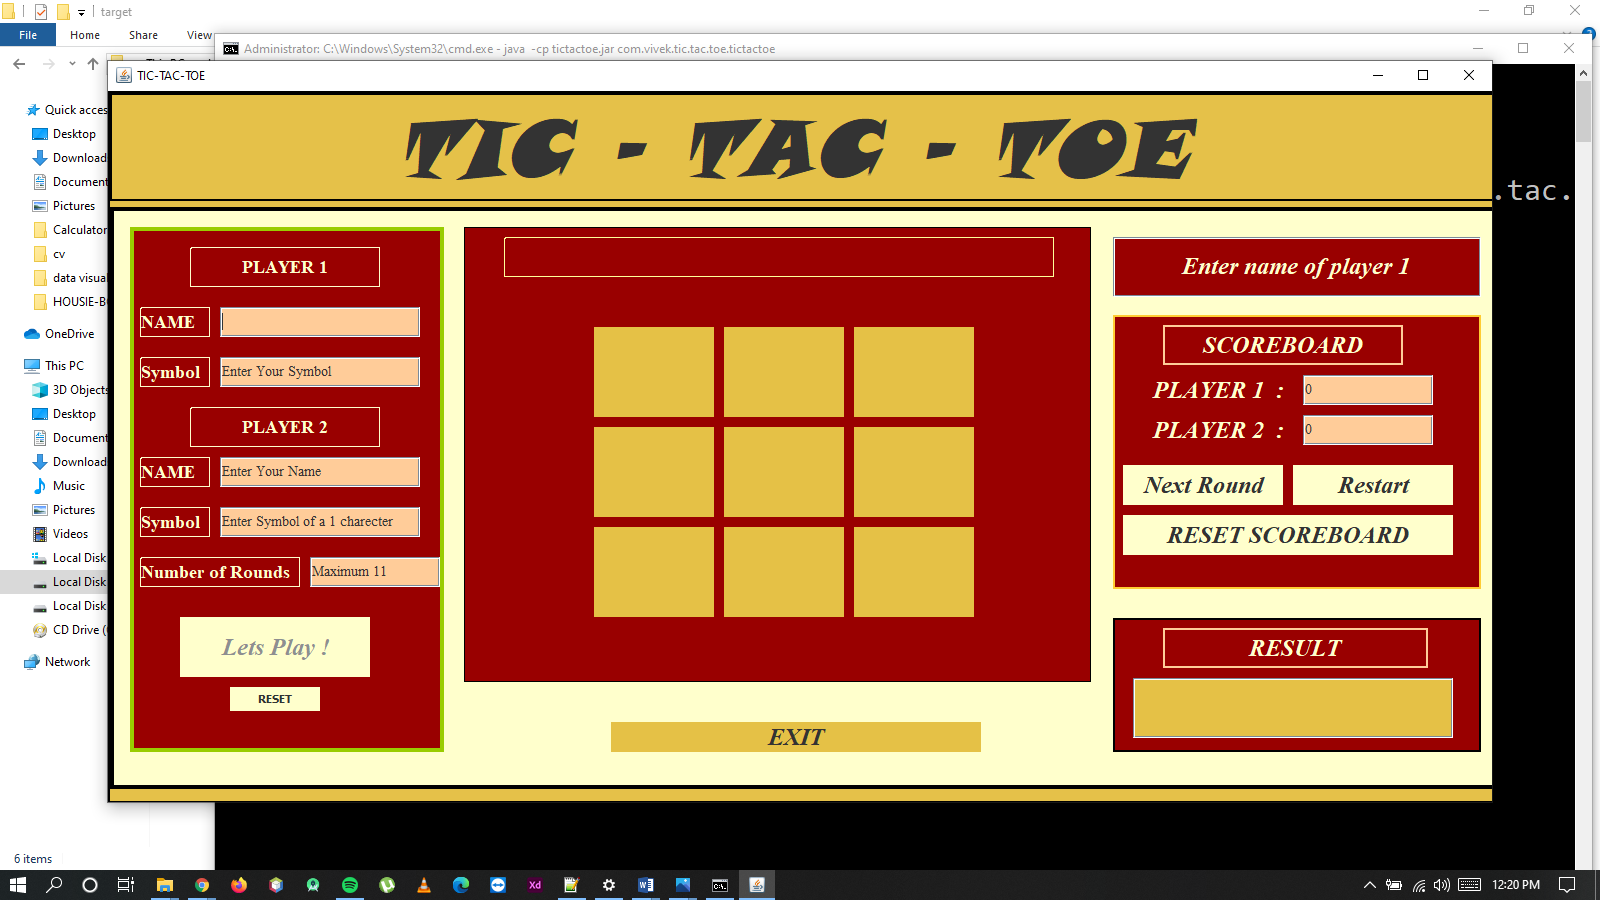 target
File
Home
Share
View
Administrator: C:\Windows\System32\cmd.exe - java -cp tictactoe.jar com.vivek.tic.tac.toe.tictactoe
TIC-TAC-TOE
TIC - TAC - TOE
.tac.
Quick acces
Desktop
Download
Document
Pictures
Calculator
cv
data visual
HOUSIE-B
OneDrive
This PC
3D Objects
Desktop
Document
Download
Music
Pictures
Videos
Local Disk
Local Disk
Local Disk
CD Drive (
Network
6 items
PLAYER 1
NAME
Symbol
Enter Your Symbol
PLAYER 2
NAME
Enter Your Name
Symbol
Enter Symbol of a 1 charecter
Number of Rounds
Maximum 11
Lets Play !
RESET
EXIT
Enter name of player 1
SCOREBOARD
PLAYER 1 :
0
PLAYER 2 :
0
Next Round
Restart
RESET SCOREBOARD
RESULT
Xd
12:20 PM